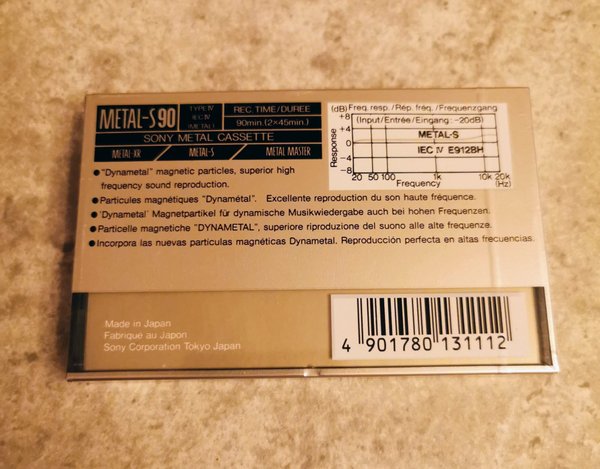 METAL-S 90
TYPE IV
IEC IV
(METAL)
REC. TIME/DUREE
90min. (2×45min.)
SONY METAL CASSETTE
METAL-XR
METAL-S
METAL MASTER
(dB) Freq. resp. / Rép. fréq. / Frequenzgang
(Input/Entrée/Eingang: -20dB)
+8
+4
0
-4
-8
Response
METAL-S
IEC IV E912BH
20 50 100 1k 10k 20k
Frequency (Hz)
● "Dynametal" magnetic particles, superior high
frequency sound reproduction.
● Particules magnétiques "Dynamétal". Excellente reproduction du son haute fréquence.
● 'Dynametal' Magnetpartikel für dynamische Musikwiedergabe auch bei hohen Frequenzen.
● Particelle magnetiche "DYNAMETAL", superiore riproduzione del suono alle alte frequenze.
● Incorpora las nuevas particulas magnéticas Dynametal. Reproducción perfecta en altas frecuencias.
Made in Japan
Fabriqué au Japon
Sony Corporation Tokyo Japan
4 901780 131112